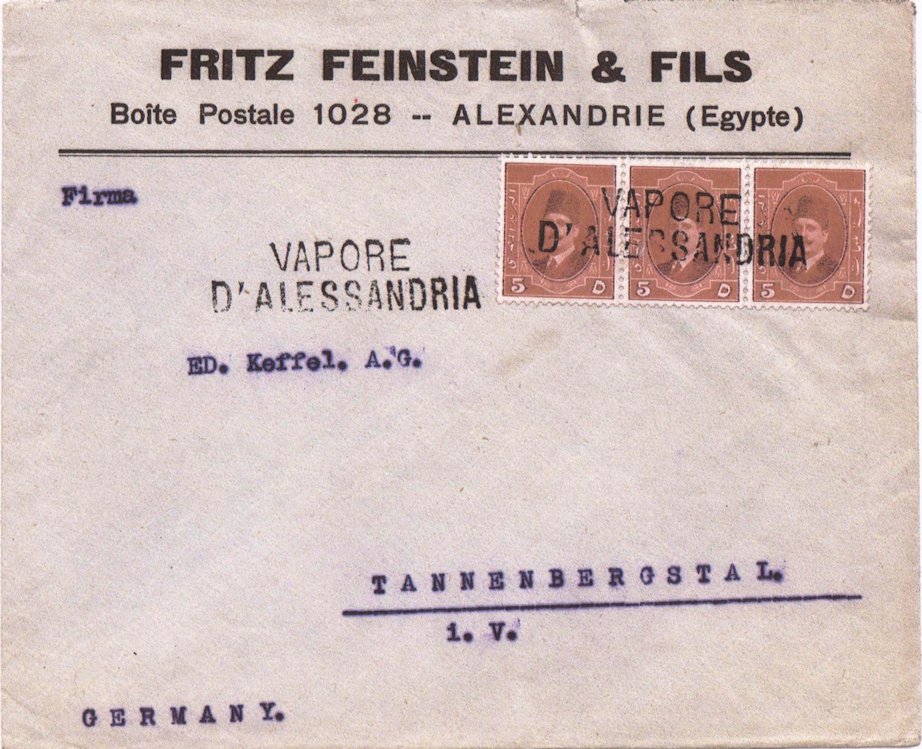 FRITZ FEINSTEIN & FILS
Boîte Postale 1028 -- ALEXANDRIE (Egypte)
Firma
VAPORE
D'ALESSANDRIA
VAPORE
D'ALESSANDRIA
5 5 5
ED. Keffel. A.G.
TANNENBERGSTAL.
i. V.
GERMANY.